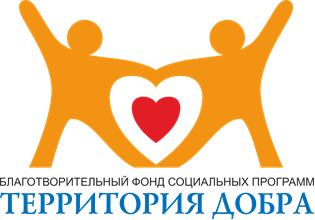 БЛАГОТВОРИТЕЛЬНЫЙ ФОНД СОЦИАЛЬНЫХ ПРОГРАММ
ТЕРРИТОРИЯ ДОБРА